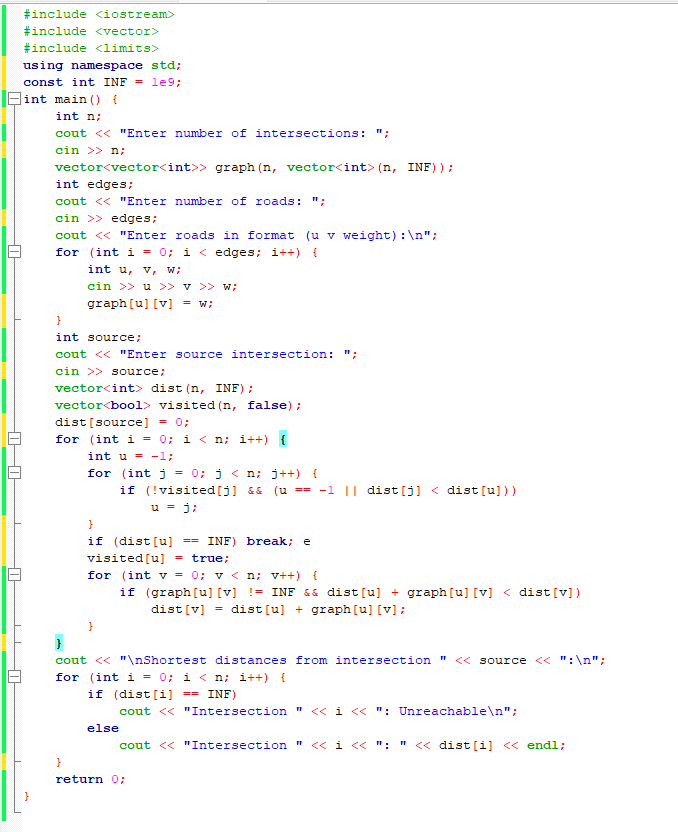 #include <iostream>
#include <vector>
#include <limits>
using namespace std;
const int INF = 1e9;
int main() {
    int n;
    cout << "Enter number of intersections: ";
    cin >> n;
    vector<vector<int>> graph(n, vector<int>(n, INF));
    int edges;
    cout << "Enter number of roads: ";
    cin >> edges;
    cout << "Enter roads in format (u v weight):\n";
    for (int i = 0; i < edges; i++) {
        int u, v, w;
        cin >> u >> v >> w;
        graph[u][v] = w;
    }
    int source;
    cout << "Enter source intersection: ";
    cin >> source;
    vector<int> dist(n, INF);
    vector<bool> visited(n, false);
    dist[source] = 0;
    for (int i = 0; i < n; i++) {
        int u = -1;
        for (int j = 0; j < n; j++) {
            if (!visited[j] && (u == -1 || dist[j] < dist[u]))
                u = j;
        }
        if (dist[u] == INF) break; e
        visited[u] = true;
        for (int v = 0; v < n; v++) {
            if (graph[u][v] != INF && dist[u] + graph[u][v] < dist[v])
                dist[v] = dist[u] + graph[u][v];
        }
    }
    cout << "\nShortest distances from intersection " << source << ":\n";
    for (int i = 0; i < n; i++) {
        if (dist[i] == INF)
            cout << "Intersection " << i << ": Unreachable\n";
        else
            cout << "Intersection " << i << ": " << dist[i] << endl;
    }
    return 0;
}